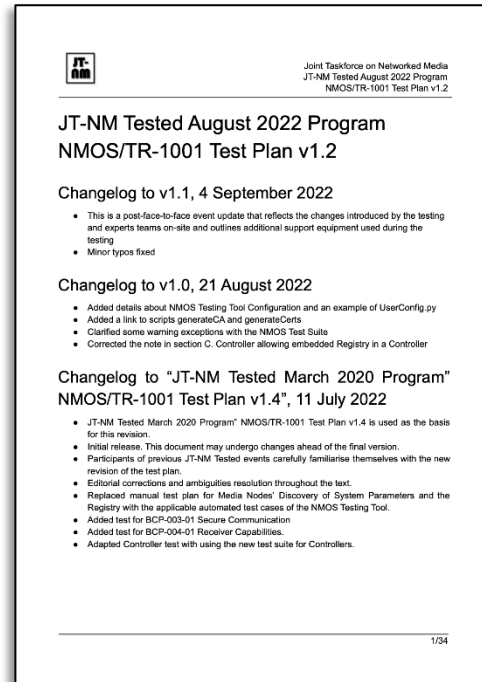 JT-
nm
Joint Taskforce on Networked Media
JT-NM Tested August 2022 Program
NMOS/TR-1001 Test Plan v1.2
JT-NM Tested August 2022 Program
NMOS/TR-1001 Test Plan v1.2
Changelog to v1.1, 4 September 2022
● This is a post-face-to-face event update that reflects the changes introduced by the testing
and experts teams on-site and outlines additional support equipment used during the
testing
● Minor typos fixed
Changelog to v1.0, 21 August 2022
● Added details about NMOS Testing Tool Configuration and an example of UserConfig.py
● Added a link to scripts generateCA and generateCerts
● Clarified some warning exceptions with the NMOS Test Suite
● Corrected the note in section C. Controller allowing embedded Registry in a Controller
Changelog to “JT-NM Tested March 2020 Program”
NMOS/TR-1001 Test Plan v1.4”, 11 July 2022
● JT-NM Tested March 2020 Program” NMOS/TR-1001 Test Plan v1.4 is used as the basis
for this revision.
● Initial release. This document may undergo changes ahead of the final version.
● Participants of previous JT-NM Tested events carefully familiarise themselves with the new
revision of the test plan.
● Editorial corrections and ambiguities resolution throughout the text.
● Replaced manual test plan for Media Nodes’ Discovery of System Parameters and the
Registry with the applicable automated test cases of the NMOS Testing Tool.
● Added test for BCP-003-01 Secure Communication
● Added test for BCP-004-01 Receiver Capabilities.
● Adapted Controller test with using the new test suite for Controllers.
1/34